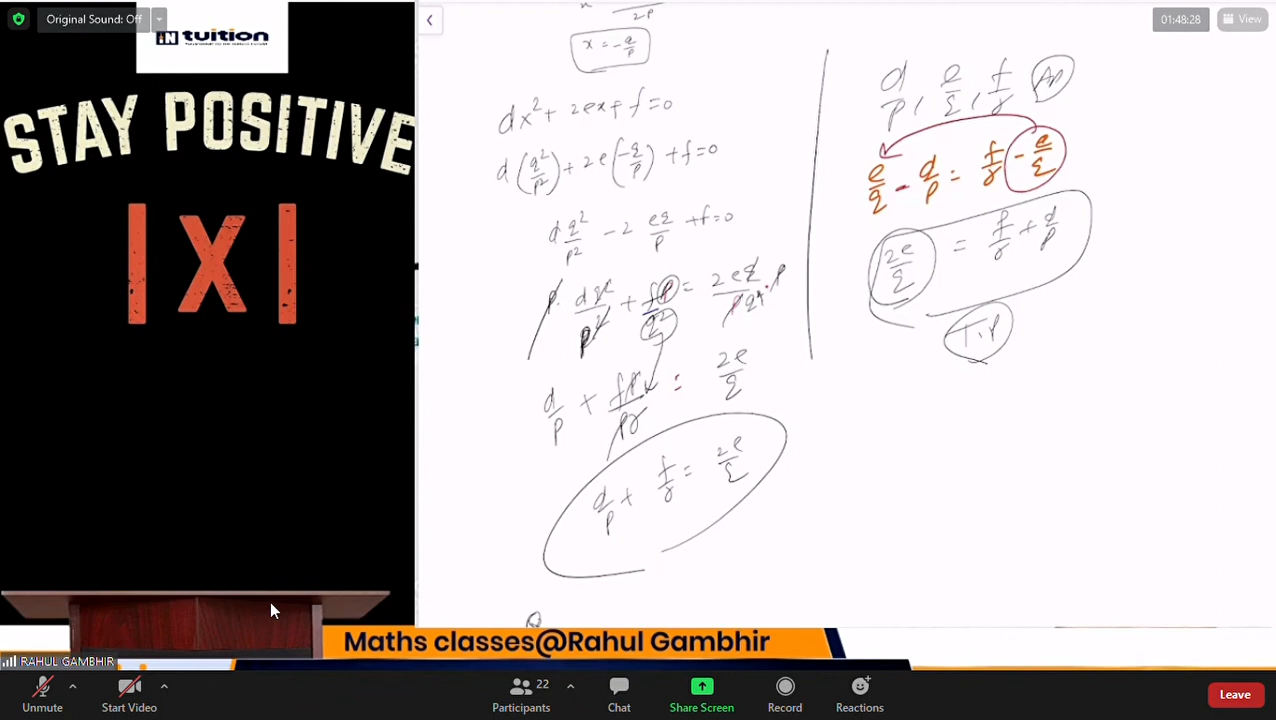 Original Sound: Off
01:48:28
View
iNtuition
STAY POSITIVE
|x|
x = -q/p
dx² + 2ex + f = 0
d(q²/p²) + 2e(-q/p) + f = 0
dq²/p² - 2 eq/p + f = 0
d/p + f/r = 2e/q
d/p, e/q, f/r AP
e/q - d/p = f/r - e/q
2e/q = f/r + d/p
T.P
Q
Maths classes@Rahul Gambhir
RAHUL GAMBHIR
Unmute
Start Video
22
Participants
Chat
Share Screen
Record
Reactions
Leave